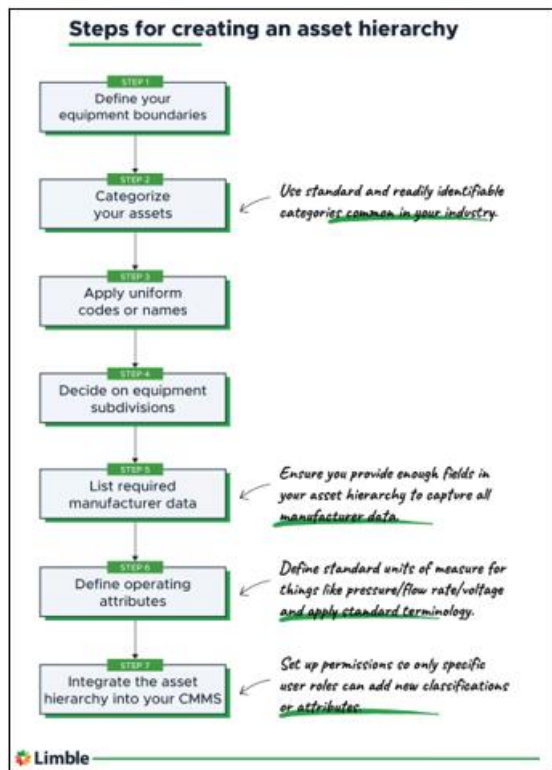 Steps for creating an asset hierarchy
STEP 1
Define your
equipment boundaries
STEP 2
Categorize
your assets
Use standard and readily identifiable
categories common in your industry.
STEP 3
Apply uniform
codes or names
STEP 4
Decide on equipment
subdivisions
STEP 5
List required
manufacturer data
Ensure you provide enough fields in
your asset hierarchy to capture all
manufacturer data.
STEP 6
Define operating
attributes
Define standard units of measure for
things like pressure/flow rate/voltage
and apply standard terminology.
STEP 7
Integrate the asset
hierarchy into your CMMS
Set up permissions so only specific
user roles can add new classifications
or attributes.
Limble